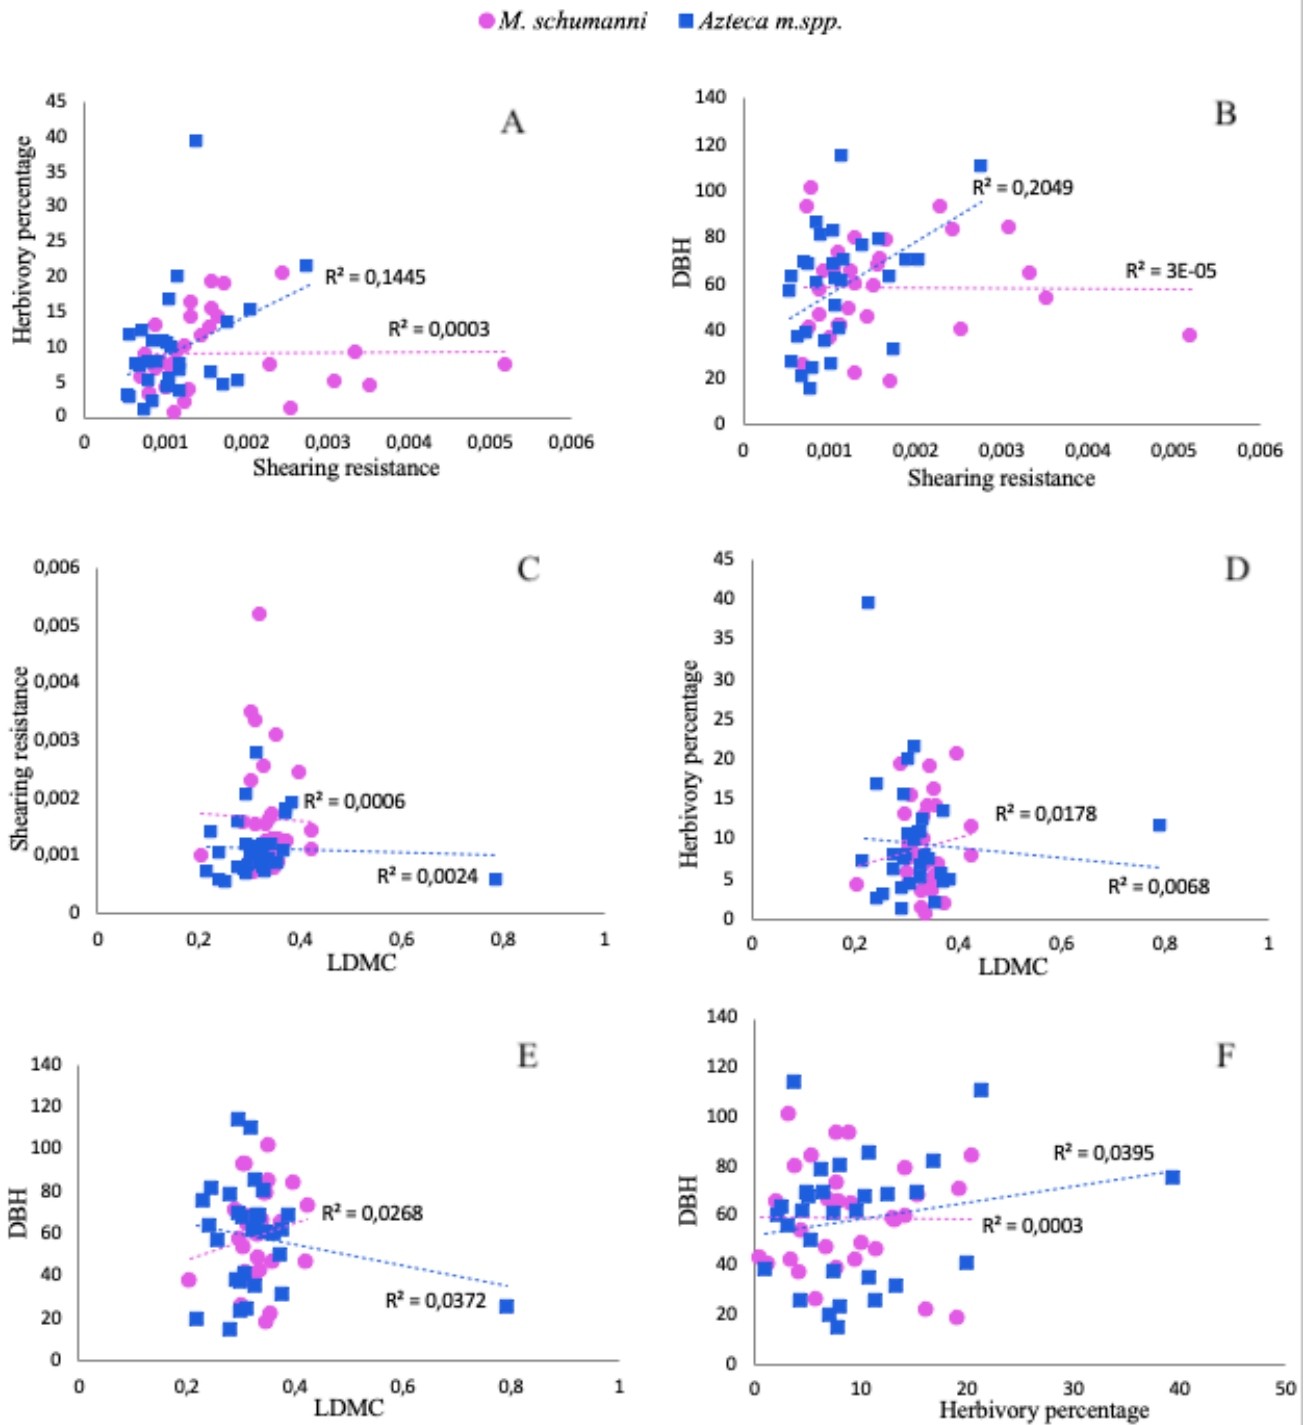 M. schumanni Azteca m.spp.
A
Herbivory percentage
45
40
35
30
25
20
15
10
5
0
R² = 0,1445
R² = 0,0003
0 0,001 0,002 0,003 0,004 0,005 0,006
Shearing resistance
B
DBH
140
120
100
80
60
40
20
0
R² = 0,2049
R² = 3E-05
0 0,001 0,002 0,003 0,004 0,005 0,006
Shearing resistance
C
Shearing resistance
0,006
0,005
0,004
0,003
0,002
0,001
0
R² = 0,0006
R² = 0,0024
0 0,2 0,4 0,6 0,8 1
LDMC
D
Herbivory percentage
45
40
35
30
25
20
15
10
5
0
R² = 0,0178
R² = 0,0068
0 0,2 0,4 0,6 0,8 1
LDMC
E
DBH
140
120
100
80
60
40
20
0
R² = 0,0268
R² = 0,0372
0 0,2 0,4 0,6 0,8 1
LDMC
F
DBH
140
120
100
80
60
40
20
0
R² = 0,0395
R² = 0,0003
0 10 20 30 40 50
Herbivory percentage